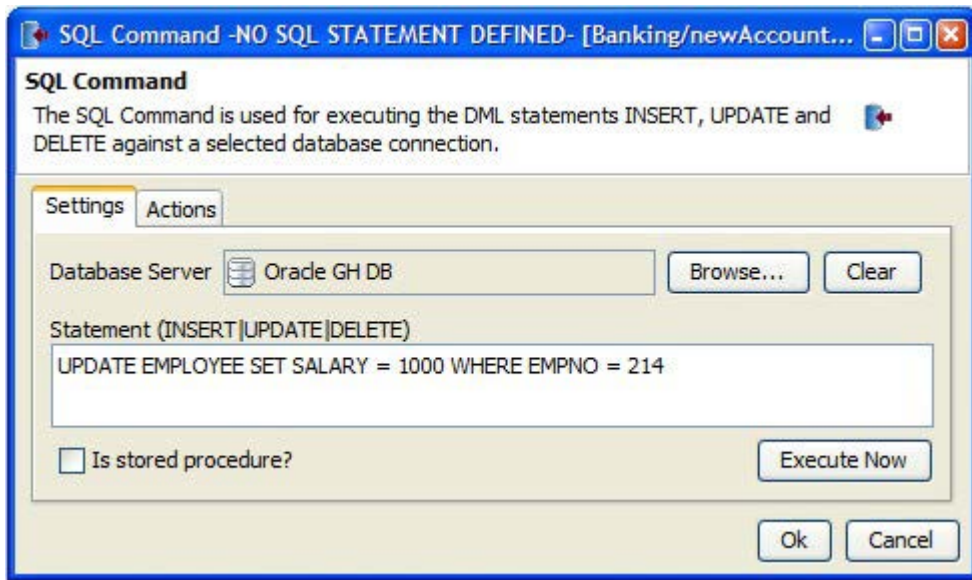 SQL Command -NO SQL STATEMENT DEFINED- [Banking/newAccount...
SQL Command
The SQL Command is used for executing the DML statements INSERT, UPDATE and
DELETE against a selected database connection.
Settings Actions
Database Server Oracle GH DB Browse... Clear
Statement (INSERT|UPDATE|DELETE)
UPDATE EMPLOYEE SET SALARY = 1000 WHERE EMPNO = 214
Is stored procedure? Execute Now
Ok Cancel